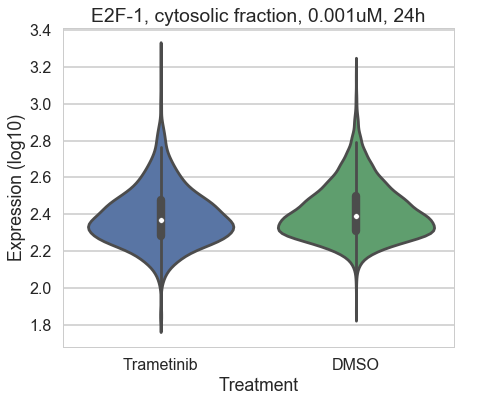 E2F-1, cytosolic fraction, 0.001uM, 24h
3.4
3.2
3.0
2.8
2.6
2.4
2.2
2.0
1.8
Expression (log10)
Trametinib
DMSO
Treatment